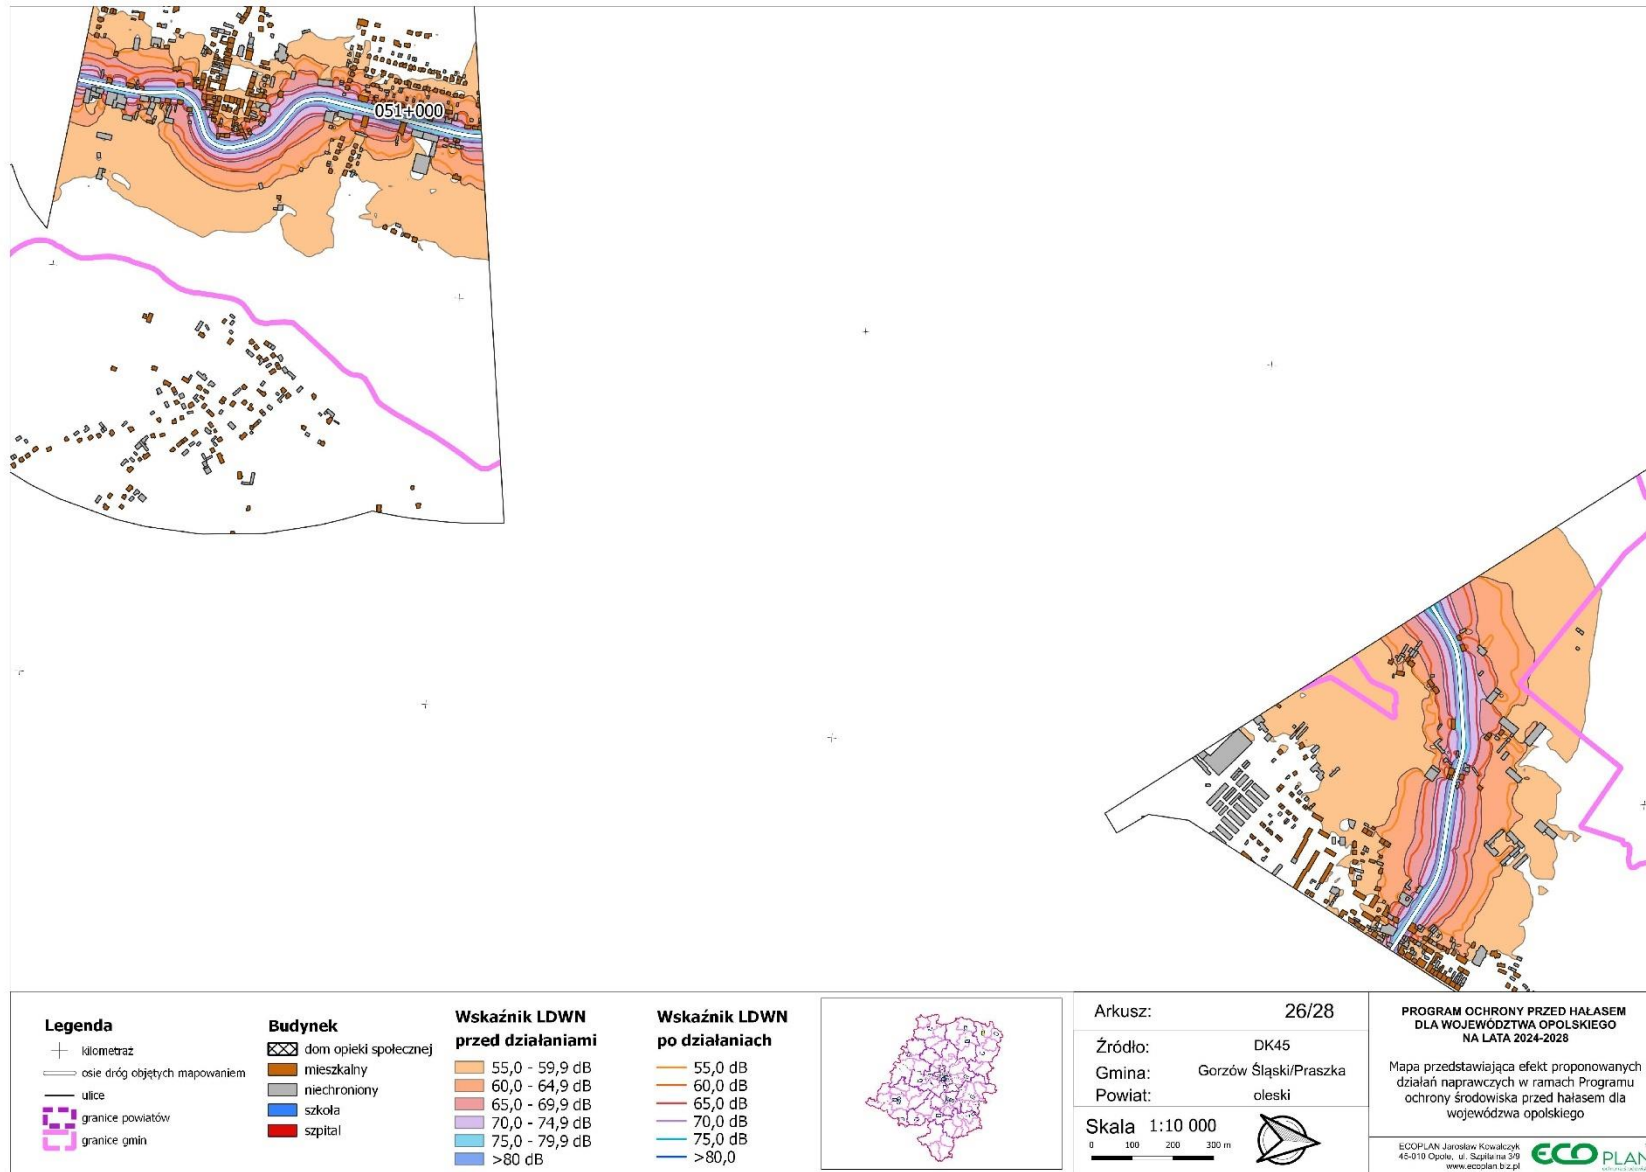 051+000
Legenda
kilometraż
osie dróg objętych mapowaniem
ulice
granice powiatów
granice gmin
Budynek
dom opieki społecznej
mieszkalny
niechroniony
szkoła
szpital
Wskaźnik LDWN
przed działaniami
55,0 - 59,9 dB
60,0 - 64,9 dB
65,0 - 69,9 dB
70,0 - 74,9 dB
75,0 - 79,9 dB
>80 dB
Wskaźnik LDWN
po działaniach
55,0 dB
60,0 dB
65,0 dB
70,0 dB
75,0 dB
>80,0
Arkusz: 26/28
Źródło: DK45
Gmina: Gorzów Śląski/Praszka
Powiat: oleski
Skala 1:10 000
0 100 200 300 m
PROGRAM OCHRONY PRZED HAŁASEM
DLA WOJEWÓDZTWA OPOLSKIEGO
NA LATA 2024-2028
Mapa przedstawiająca efekt proponowanych
działań naprawczych w ramach Programu
ochrony środowiska przed hałasem dla
wojewódzwa opolskiego
ECOPLAN Jarosław Kowalczyk
45-010 Opole, ul. Szpitalna 3/9
www.ecoplan.biz.pl
ECO PLAN